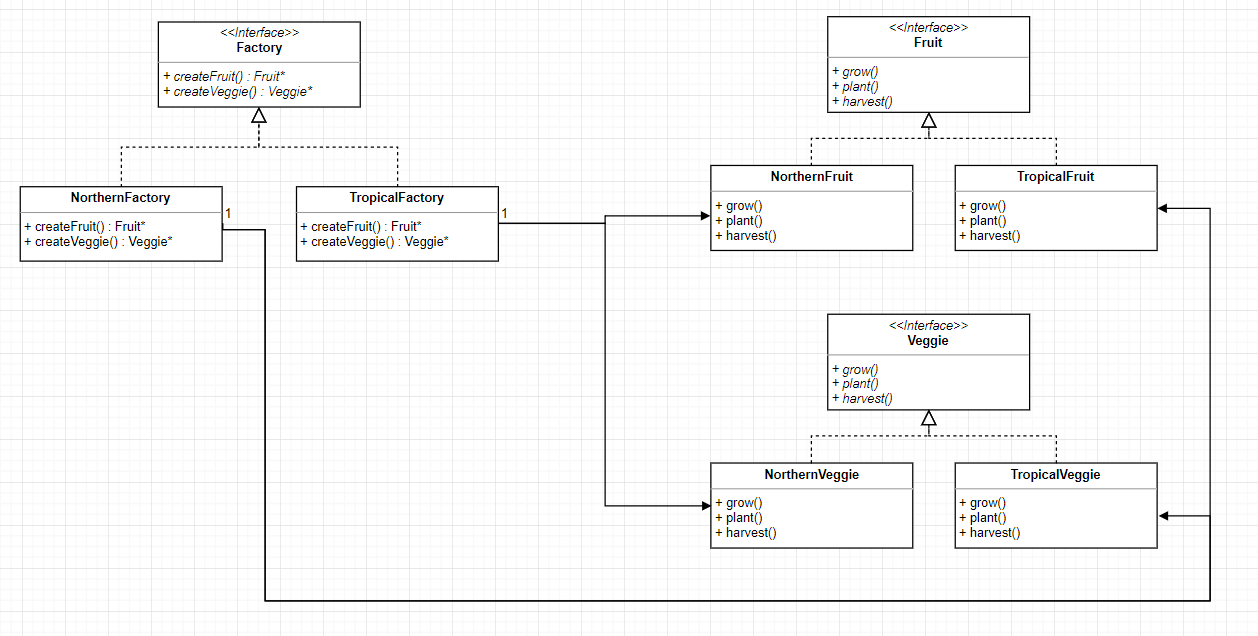 <<Interface>>
Factory
+ createFruit() : Fruit*
+ createVeggie() : Veggie*
<<Interface>>
Fruit
+ grow()
+ plant()
+ harvest()
NorthernFactory
+ createFruit() : Fruit*
+ createVeggie() : Veggie*
1
TropicalFactory
+ createFruit() : Fruit*
+ createVeggie() : Veggie*
1
NorthernFruit
+ grow()
+ plant()
+ harvest()
TropicalFruit
+ grow()
+ plant()
+ harvest()
<<Interface>>
Veggie
+ grow()
+ plant()
+ harvest()
NorthernVeggie
+ grow()
+ plant()
+ harvest()
TropicalVeggie
+ grow()
+ plant()
+ harvest()